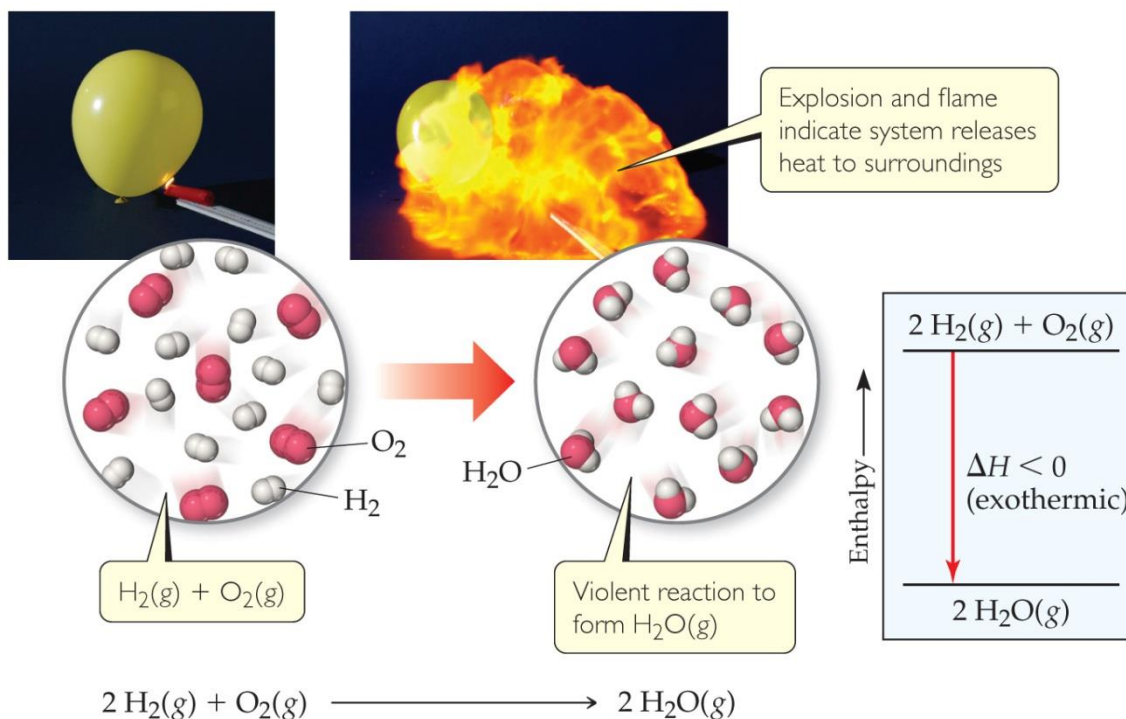 Explosion and flame
indicate system releases
heat to surroundings
O₂
H₂
H₂(g) + O₂(g)
H₂O
Violent reaction to
form H₂O(g)
Enthalpy
2 H₂(g) + O₂(g)
ΔH < 0
(exothermic)
2 H₂O(g)
2 H₂(g) + O₂(g) ⟶ 2 H₂O(g)